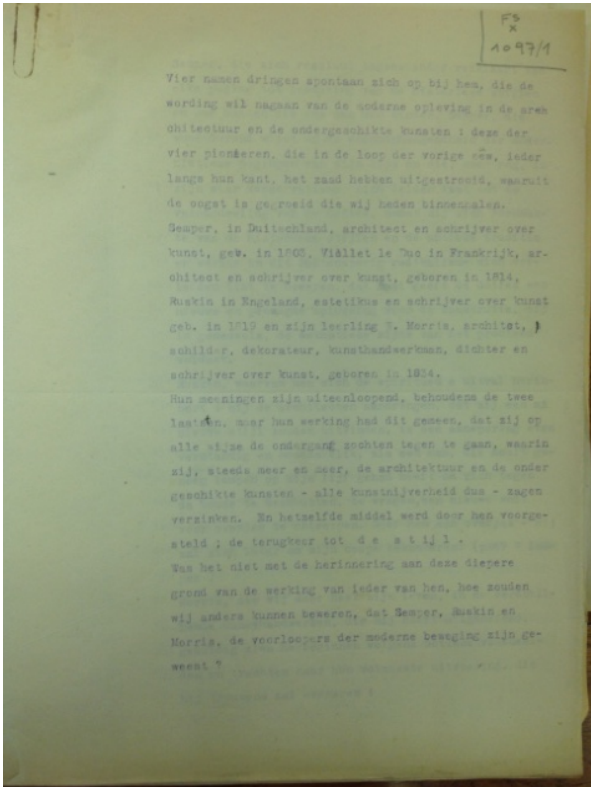 FS
X
1097/1
Vier namen dringen spontaan zich op bij hem, die de
wording wil nagaan van de moderne opleving in de arek
chitectuur en de ondergeschikte kunsten : deze der
vier pionieren, die in de loop der vorige eew, ieder
langs hun kant, het zaad hebben uitgestrooid, waaruit
de oogst is gegroeid die wij heden binnenhalen.
Semper, in Duitschland, architect en schrijver over
kunst, geb. in 1803, Viollet le Duc in Frankrijk, ar-
chitect en schrijver over kunst, geboren in 1814,
Ruskin in Engeland, estetikus en schrijver over kunst
geb. in 1819 en zijn leerling W. Morris, architect,
schilder, dekorateur, kunsthandwerkman, dichter en
schrijver over kunst, geboren in 1834.
Hun meeningen zijn uiteenloopend, behoudens de twee
laatsten, maar hun werking had dit gemeen, dat zij op
alle wijze de ondergang zochten tegen te gaan, waarin
zij, steeds meer en meer, de architektuur en de onder
geschikte kunsten - alle kunstnijverheid dus - zagen
verzinken. En hetzelfde middel werd door hen voorge-
steld ; de terugkeer tot d e s t i j l .
Was het niet met de herinnering aan deze diepere
grond van de werking van ieder van hen, hoe zouden
wij anders kunnen beweren, dat Semper, Ruskin en
Morris, de voorloopers der moderne beweging zijn ge-
weest ?